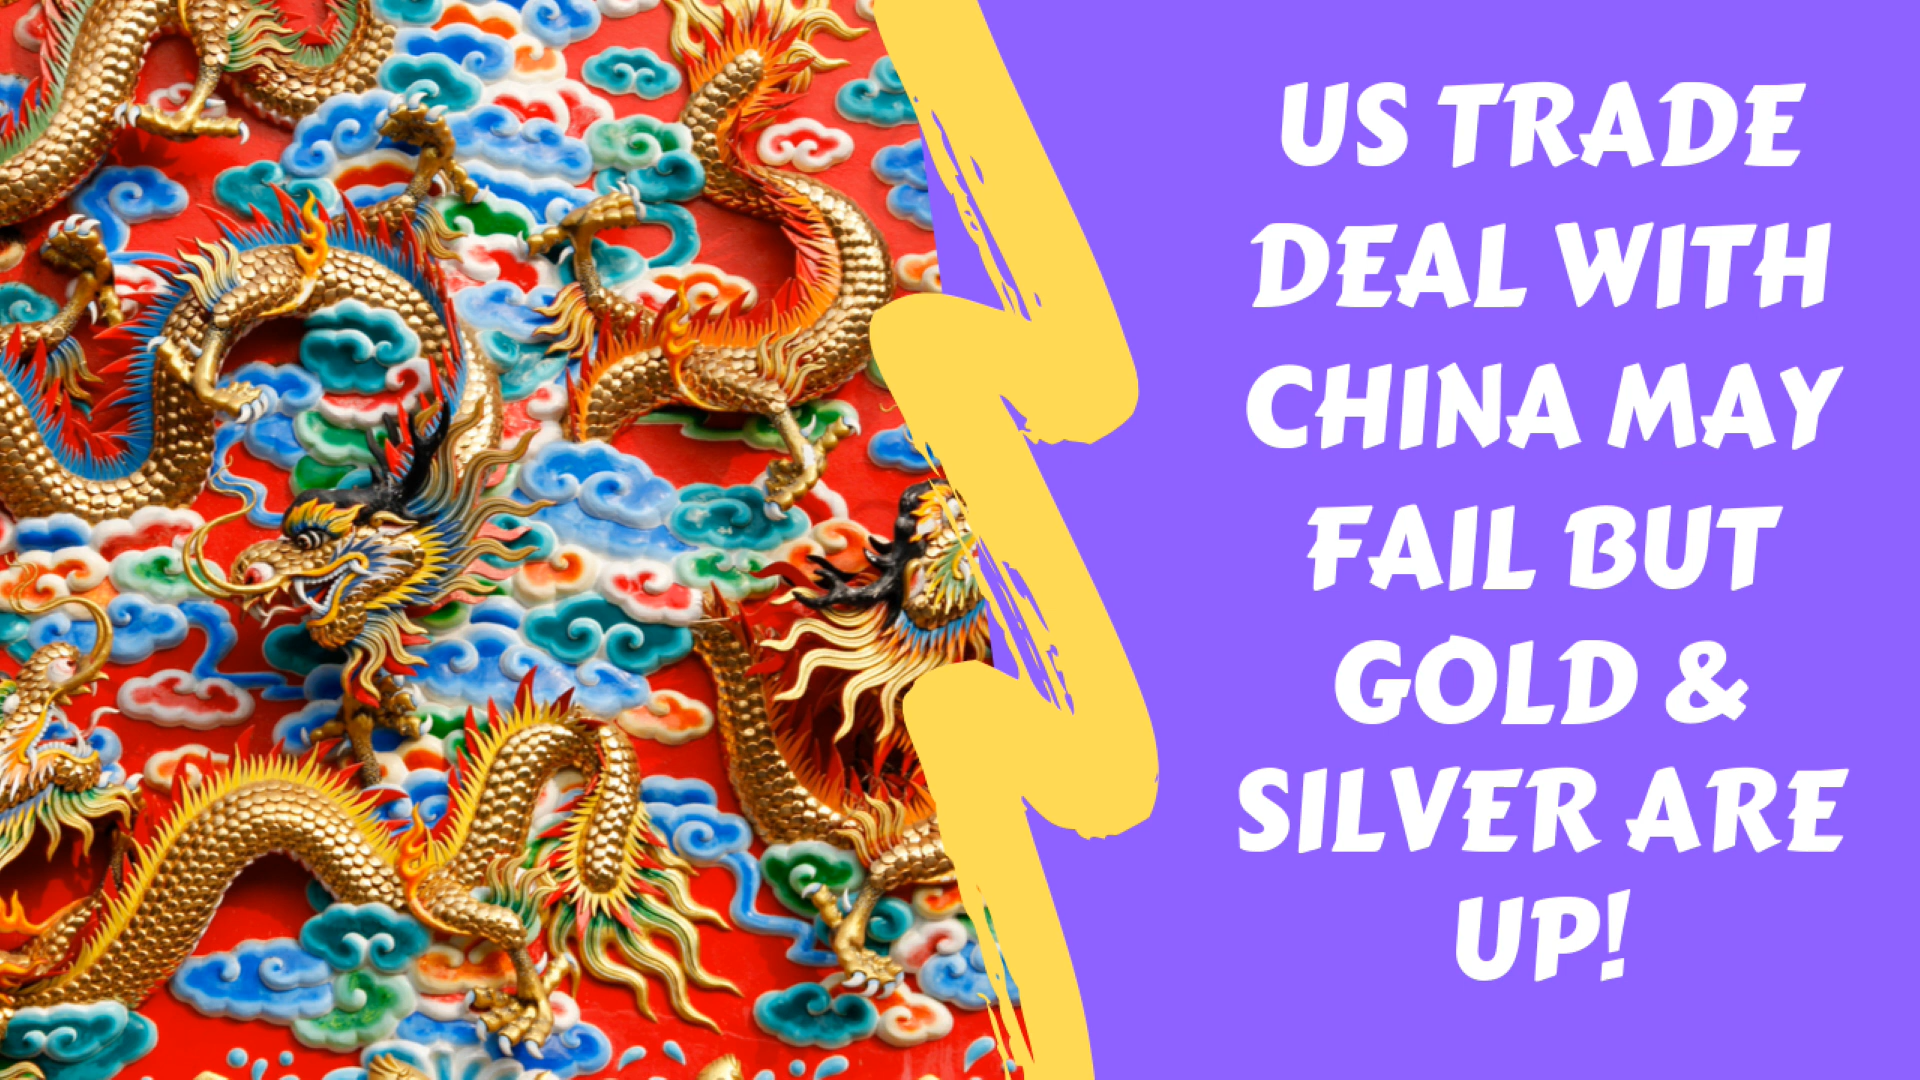 US TRADE
DEAL WITH
CHINA MAY
FAIL BUT
GOLD &
SILVER ARE
UP!